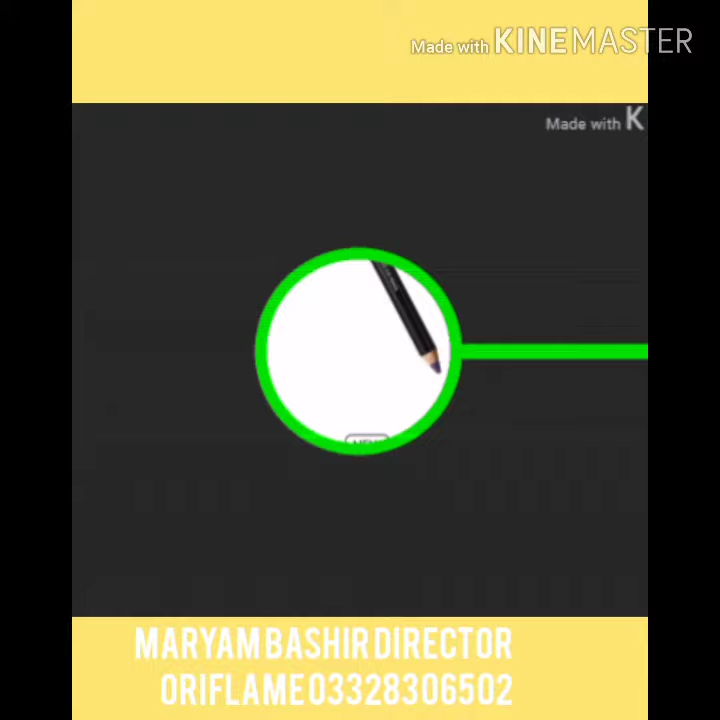 Made with KINEMASTER
Made with K
MARYAM BASHIR DIRECTOR
ORIFLAME 03328306502